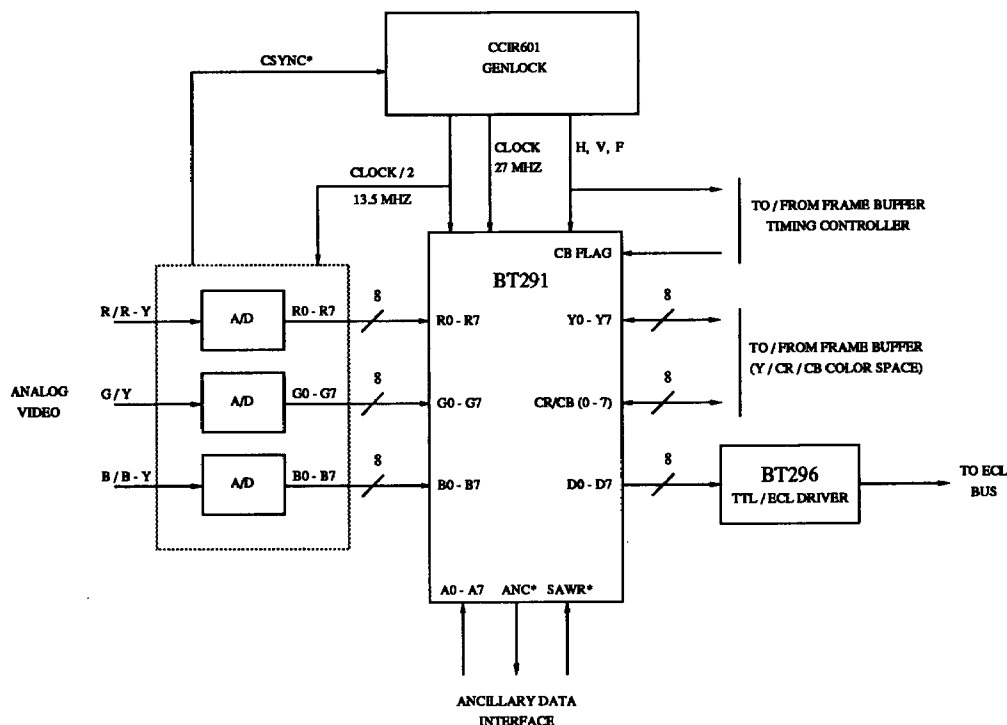 CCIR601
GENLOCK
CSYNC*
CLOCK
27 MHZ
H, V, F
CLOCK / 2
13.5 MHZ
TO / FROM FRAME BUFFER
TIMING CONTROLLER
CB FLAG
BT291
R / R - Y
A/D
R0 - R7
8
R0 - R7
Y0 - Y7
8
TO / FROM FRAME BUFFER
(Y / CR / CB COLOR SPACE)
ANALOG
VIDEO
G / Y
A/D
G0 - G7
8
G0 - G7
CR/CB (0 - 7)
8
B / B - Y
A/D
B0 - B7
8
B0 - B7
D0 - D7
8
BT296
TTL / ECL DRIVER
TO ECL
BUS
A0 - A7 ANC* SAWR*
ANCILLARY DATA
INTERFACE